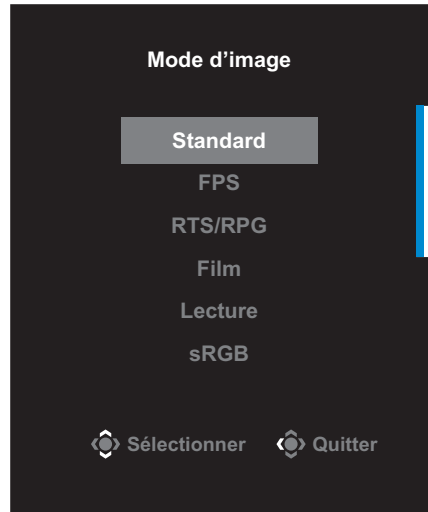 Mode d’image
Standard
FPS
RTS/RPG
Film
Lecture
sRGB
Sélectionner Quitter